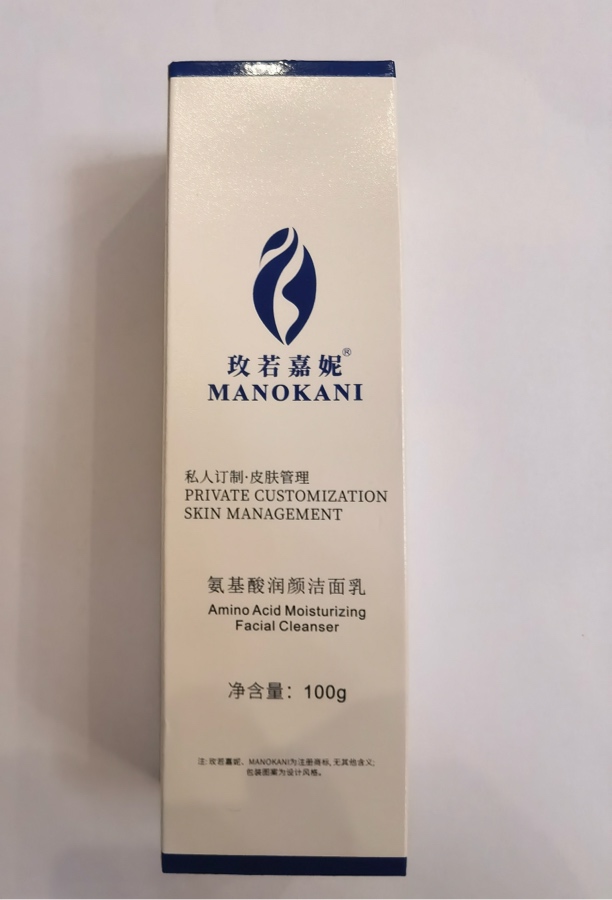 玫若嘉妮®
MANOKANI
私人订制·皮肤管理
PRIVATE CUSTOMIZATION
SKIN MANAGEMENT
氨基酸润颜洁面乳
Amino Acid Moisturizing
Facial Cleanser
净含量：100g
注:玫若嘉妮、MANOKANI为注册商标,无其他含义;
包装图案为设计风格。